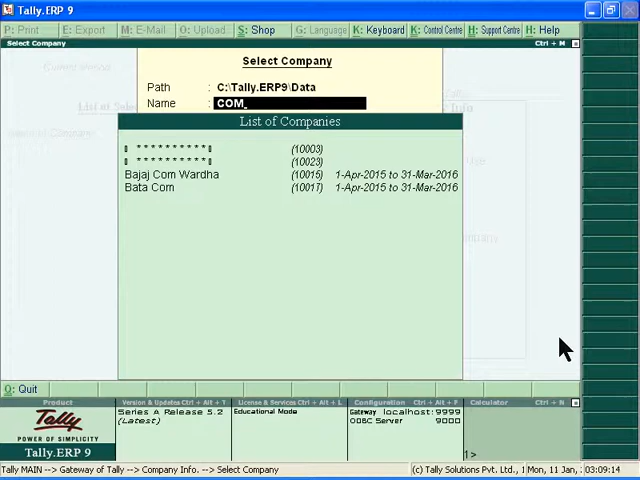 Tally.ERP 9
P: Print E: Export M: E-Mail O: Upload S: Shop G: Language K: Keyboard K: Control Centre H: Support Centre H: Help
Select Company Ctrl + M
Select Company
Path : C:\Tally.ERP9\Data
Name : COM
List of Companies
* * * * * * * * * * (10003)
* * * * * * * * * * (10023)
Bajaj Com Wardha (10015) 1-Apr-2015 to 31-Mar-2016
Bata Com (10017) 1-Apr-2015 to 31-Mar-2016
Q: Quit
Product Version & Updates Ctrl + Alt + T License & Services Ctrl + Alt + L Configuration Ctrl + Alt + F Calculator Ctrl + N
Tally
POWER OF SIMPLICITY
Tally.ERP 9
Series A Release 5.2
(Latest)
Educational Mode
Gateway localhost:9999
ODBC Server 9000
1>
Tally MAIN --> Gateway of Tally --> Company Info. --> Select Company (c) Tally Solutions Pvt. Ltd., 1 Mon, 11 Jan, 03:09:14